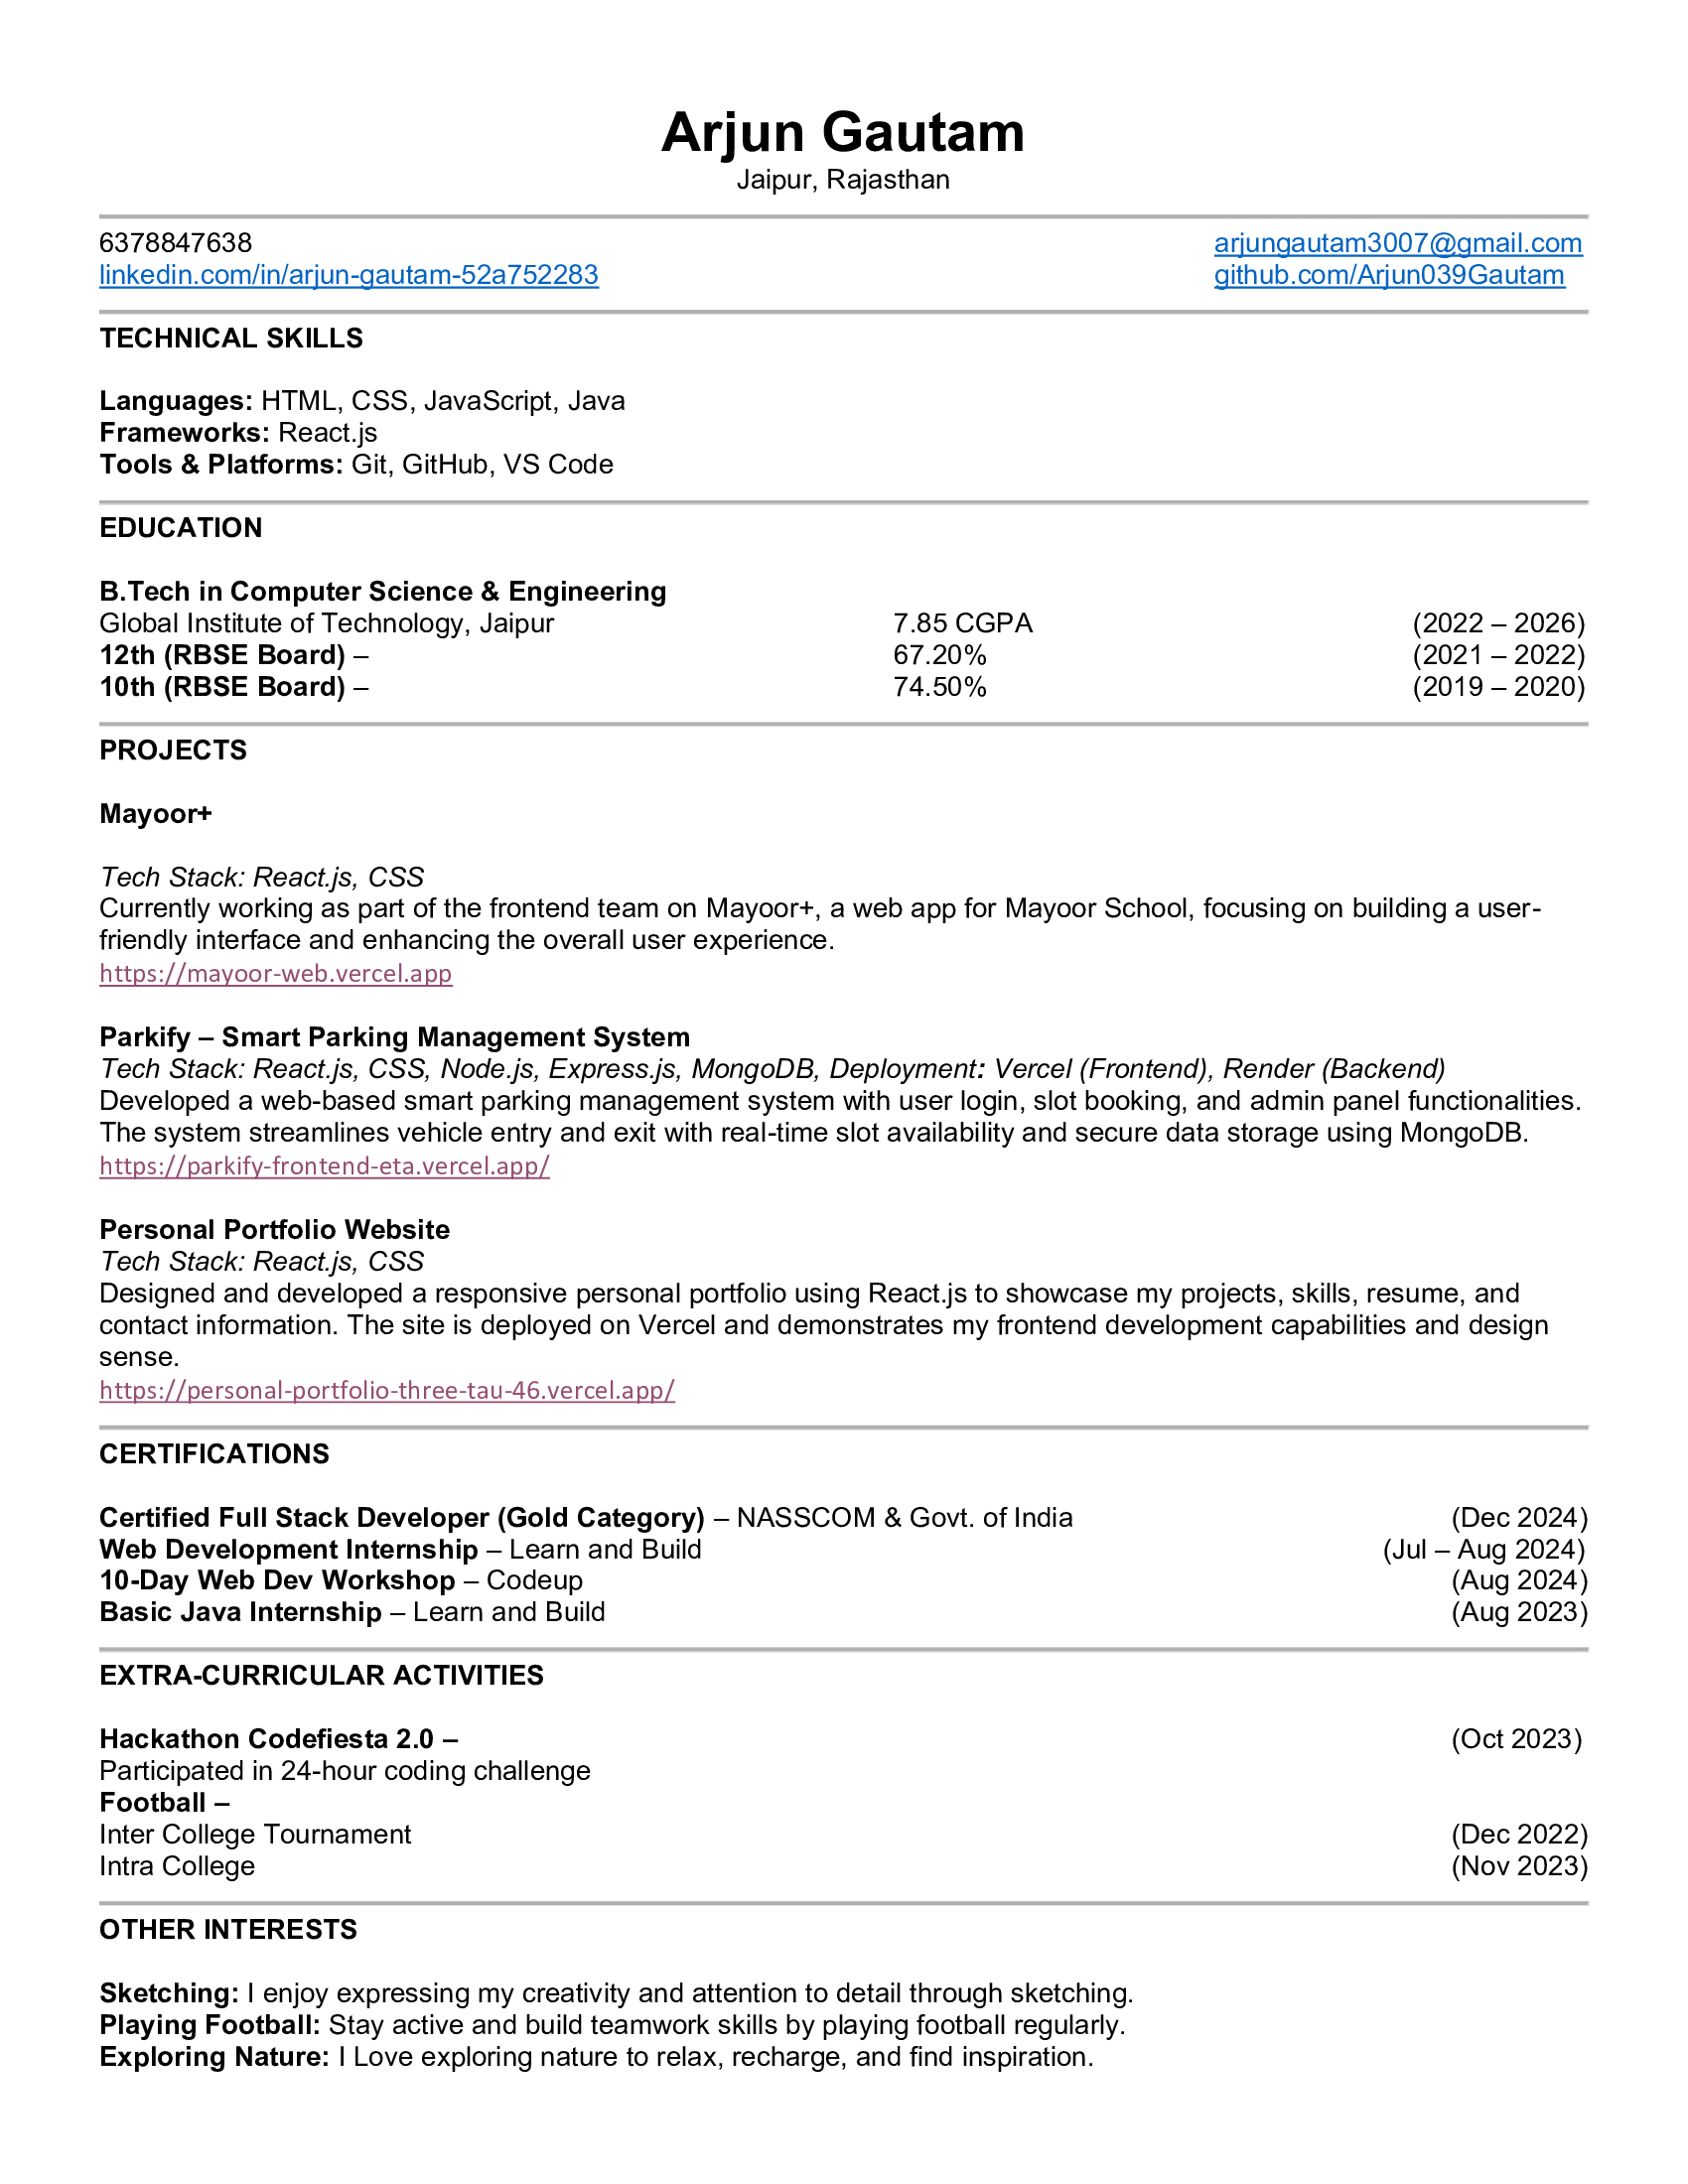 Arjun Gautam
Jaipur, Rajasthan
6378847638 arjungautam3007@gmail.com
linkedin.com/in/arjun-gautam-52a752283 github.com/Arjun039Gautam
TECHNICAL SKILLS
Languages: HTML, CSS, JavaScript, Java
Frameworks: React.js
Tools & Platforms: Git, GitHub, VS Code
EDUCATION
B.Tech in Computer Science & Engineering
Global Institute of Technology, Jaipur 7.85 CGPA (2022 – 2026)
12th (RBSE Board) – 67.20% (2021 – 2022)
10th (RBSE Board) – 74.50% (2019 – 2020)
PROJECTS
Mayoor+
Tech Stack: React.js, CSS
Currently working as part of the frontend team on Mayoor+, a web app for Mayoor School, focusing on building a user-
friendly interface and enhancing the overall user experience.
https://mayoor-web.vercel.app
Parkify – Smart Parking Management System
Tech Stack: React.js, CSS, Node.js, Express.js, MongoDB, Deployment: Vercel (Frontend), Render (Backend)
Developed a web-based smart parking management system with user login, slot booking, and admin panel functionalities.
The system streamlines vehicle entry and exit with real-time slot availability and secure data storage using MongoDB.
https://parkify-frontend-eta.vercel.app/
Personal Portfolio Website
Tech Stack: React.js, CSS
Designed and developed a responsive personal portfolio using React.js to showcase my projects, skills, resume, and
contact information. The site is deployed on Vercel and demonstrates my frontend development capabilities and design
sense.
https://personal-portfolio-three-tau-46.vercel.app/
CERTIFICATIONS
Certified Full Stack Developer (Gold Category) – NASSCOM & Govt. of India (Dec 2024)
Web Development Internship – Learn and Build (Jul – Aug 2024)
10-Day Web Dev Workshop – Codeup (Aug 2024)
Basic Java Internship – Learn and Build (Aug 2023)
EXTRA-CURRICULAR ACTIVITIES
Hackathon Codefiesta 2.0 – (Oct 2023)
Participated in 24-hour coding challenge
Football –
Inter College Tournament (Dec 2022)
Intra College (Nov 2023)
OTHER INTERESTS
Sketching: I enjoy expressing my creativity and attention to detail through sketching.
Playing Football: Stay active and build teamwork skills by playing football regularly.
Exploring Nature: I Love exploring nature to relax, recharge, and find inspiration.